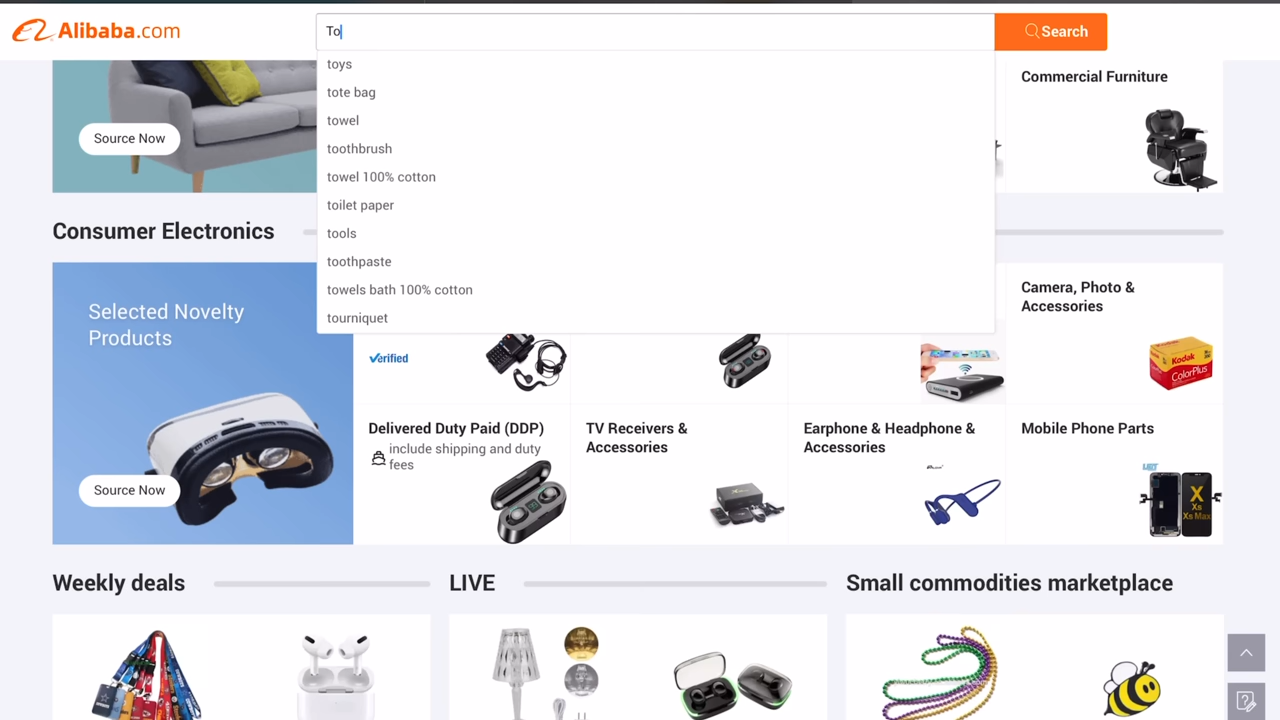 Alibaba.com
To
Search
toys
tote bag
towel
toothbrush
towel 100% cotton
toilet paper
tools
toothpaste
towels bath 100% cotton
tourniquet
Source Now
Commercial Furniture
Consumer Electronics
Selected Novelty
Products
Source Now
Verified
Camera, Photo &
Accessories
Kodak
ColorPlus
Delivered Duty Paid (DDP)
include shipping and duty
fees
TV Receivers &
Accessories
Earphone & Headphone &
Accessories
Mobile Phone Parts
X
Xs
Xs Max
Weekly deals
LIVE
Small commodities marketplace